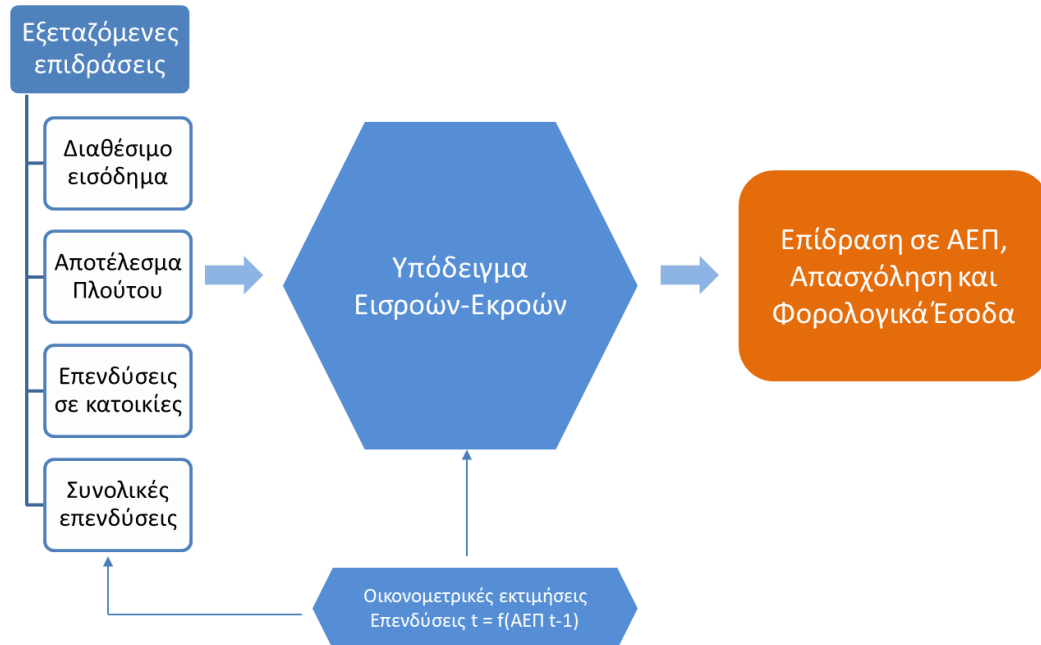 Εξεταζόμενες
επιδράσεις
Διαθέσιμο
εισόδημα
Αποτέλεσμα
Πλούτου
Επενδύσεις
σε κατοικίες
Συνολικές
επενδύσεις
Υπόδειγμα
Εισροών-Εκροών
Επίδραση σε ΑΕΠ,
Απασχόληση και
Φορολογικά Έσοδα
Οικονομετρικές εκτιμήσεις
Επενδύσεις t = f(ΑΕΠ t-1)